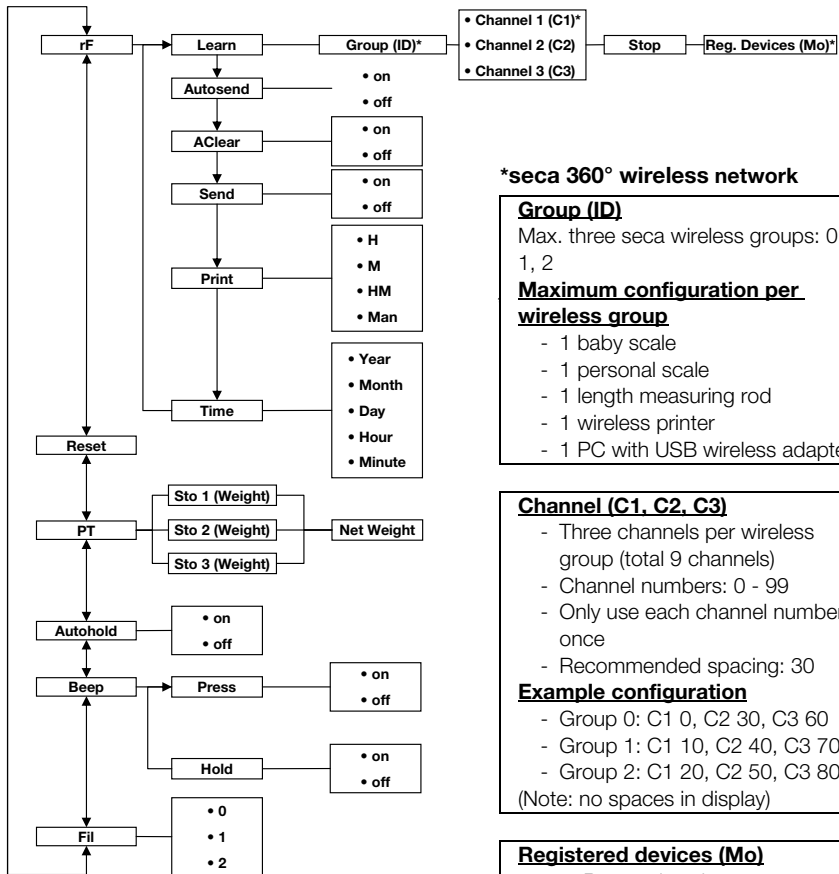 rF
Learn
Group (ID)*
• Channel 1 (C1)*
• Channel 2 (C2)
• Channel 3 (C3)
Stop
Reg. Devices (Mo)*
Autosend
• on
• off
AClear
• on
• off
Send
• on
• off
Print
• H
• M
• HM
• Man
Time
• Year
• Month
• Day
• Hour
• Minute
Reset
PT
Sto 1 (Weight)
Sto 2 (Weight)
Sto 3 (Weight)
Net Weight
Autohold
• on
• off
Beep
Press
• on
• off
Hold
• on
• off
Fil
• 0
• 1
• 2
*seca 360° wireless network
Group (ID)
Max. three seca wireless groups: 0
1, 2
Maximum configuration per
wireless group
- 1 baby scale
- 1 personal scale
- 1 length measuring rod
- 1 wireless printer
- 1 PC with USB wireless adapte
Channel (C1, C2, C3)
- Three channels per wireless
group (total 9 channels)
- Channel numbers: 0 - 99
- Only use each channel number
once
- Recommended spacing: 30
Example configuration
- Group 0: C1 0, C2 30, C3 60
- Group 1: C1 10, C2 40, C3 70
- Group 2: C1 20, C2 50, C3 80
(Note: no spaces in display)
Registered devices (Mo)